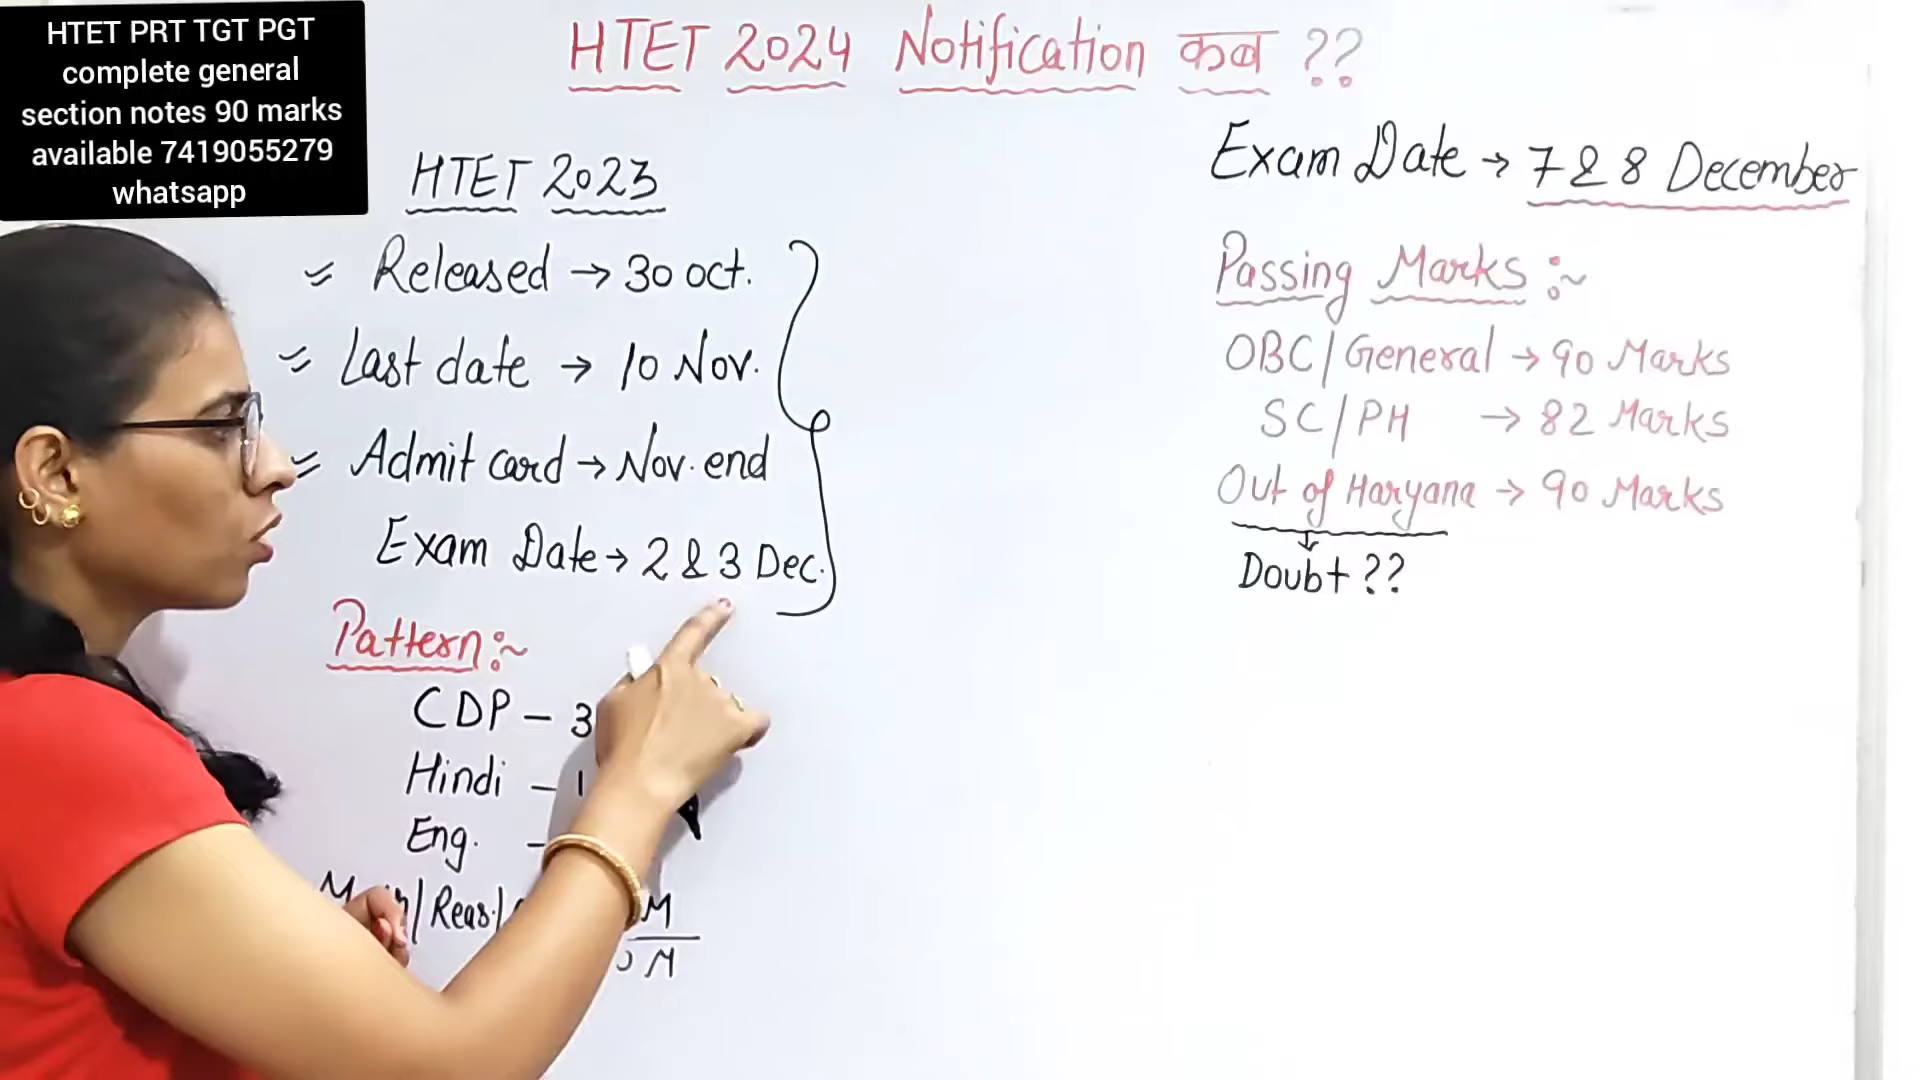 HTET PRT TGT PGT
complete general
section notes 90 marks
available 7419055279
whatsapp
HTET 2024 Notification कब ??
HTET 2023
Released → 30 oct.
Last date → 10 Nov.
Admit card → Nov. end
Exam Date → 2 & 3 Dec.
Pattern :~
CDP - 3
Hindi - 1
Eng. -
/Reas./ M
M
Exam Date → 7 & 8 December
Passing Marks :~
OBC/General → 90 Marks
SC/PH → 82 Marks
Out of Haryana → 90 Marks
Doubt ??